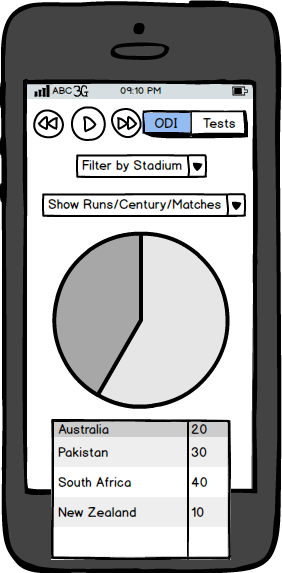 ABC 3G 09:10 PM
ODI Tests
Filter by Stadium
Show Runs/Century/Matches
Australia 20
Pakistan 30
South Africa 40
New Zealand 10